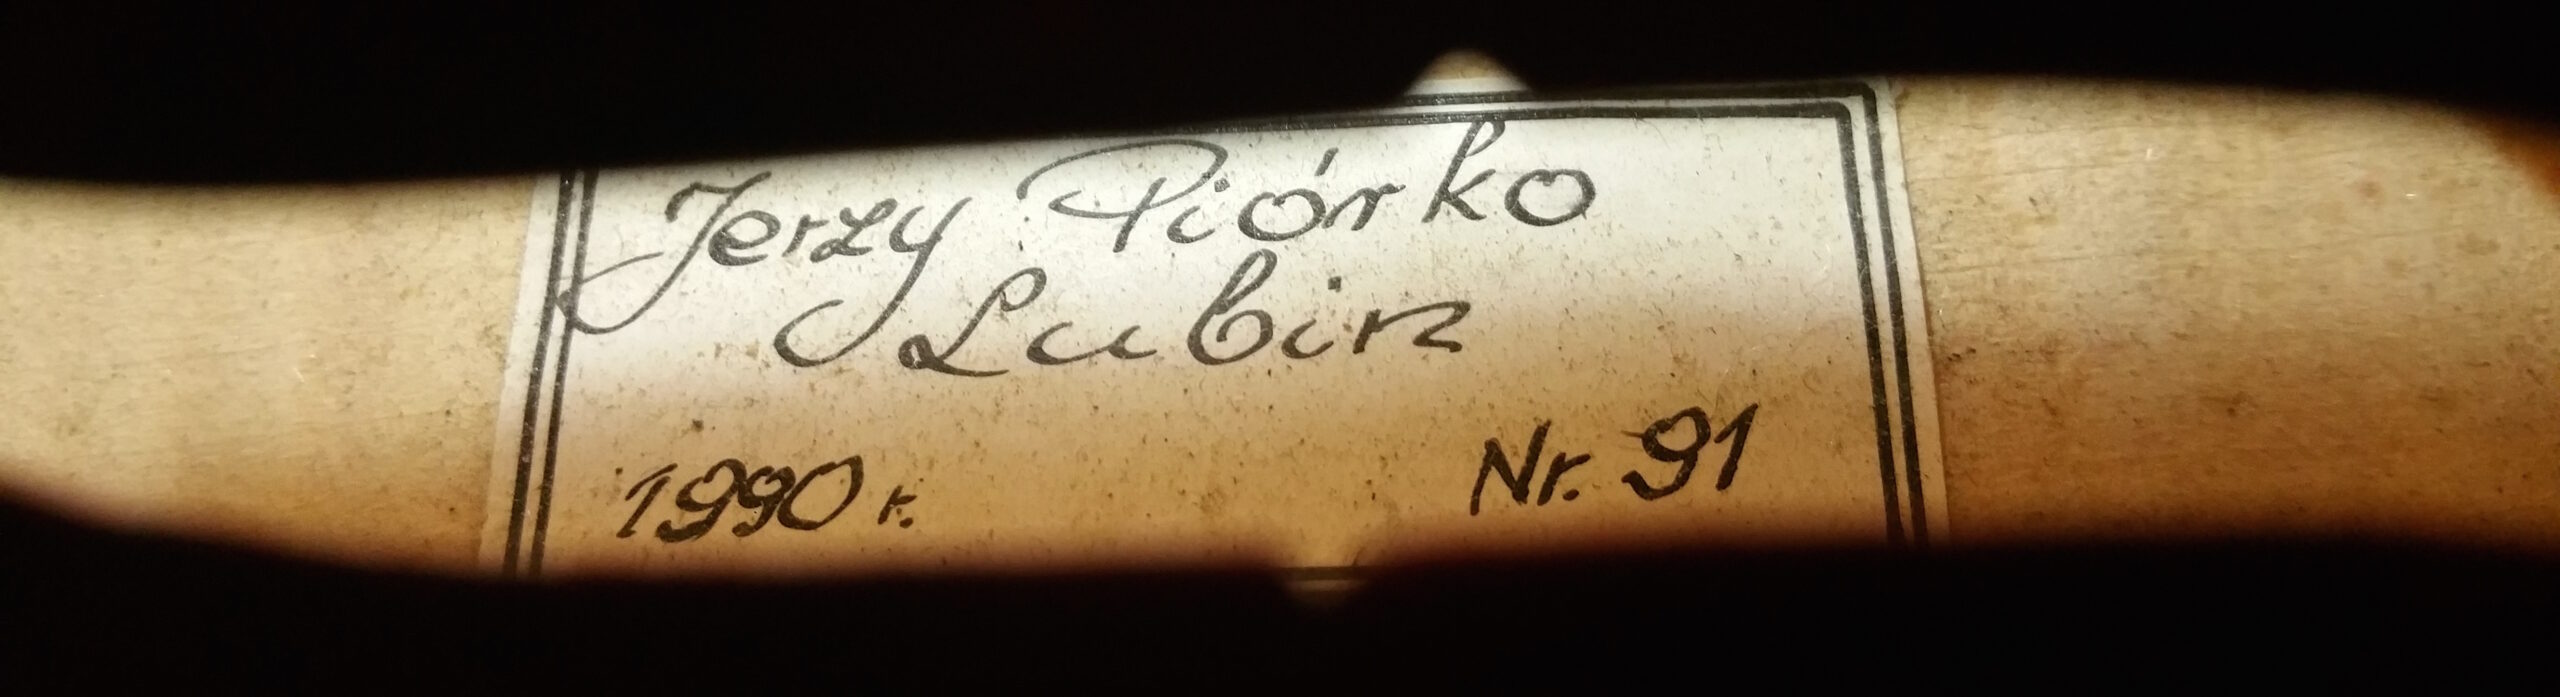 Jerzy Piórko
Lubin
1990 r. Nr. 91